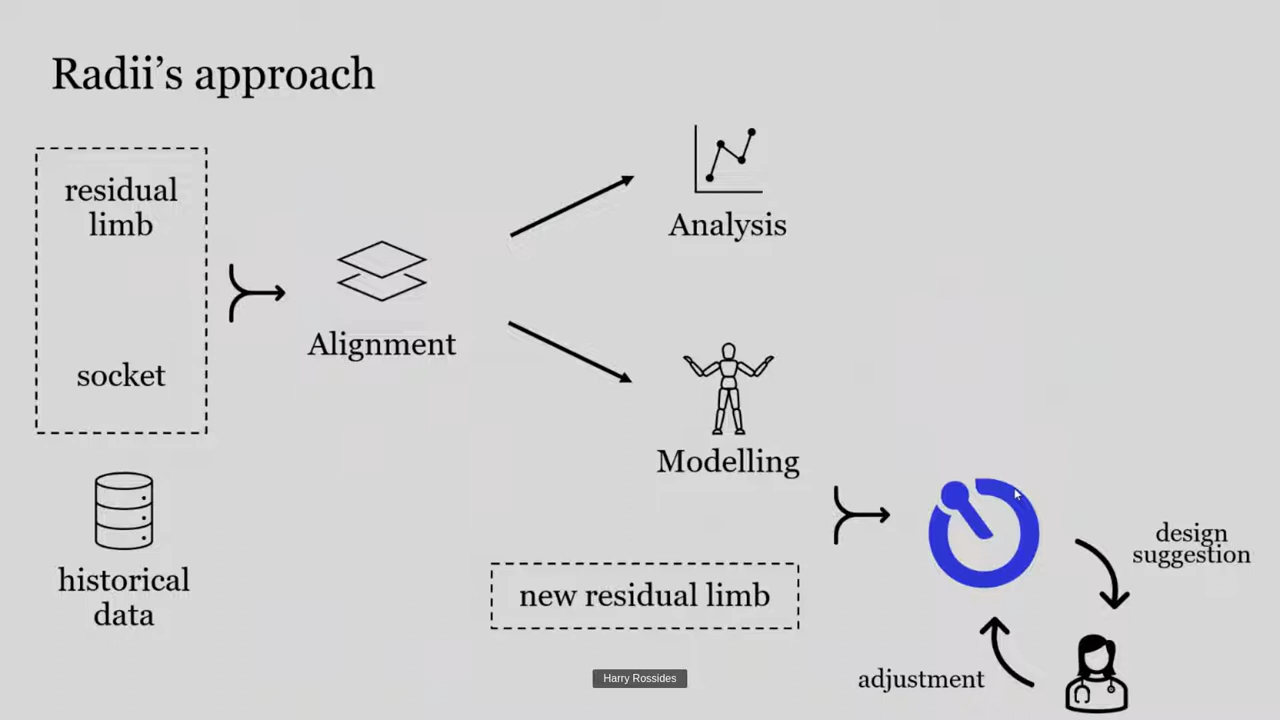 Radii’s approach
residual
limb
socket
historical
data
Alignment
Analysis
Modelling
new residual limb
design
suggestion
adjustment
Harry Rossides